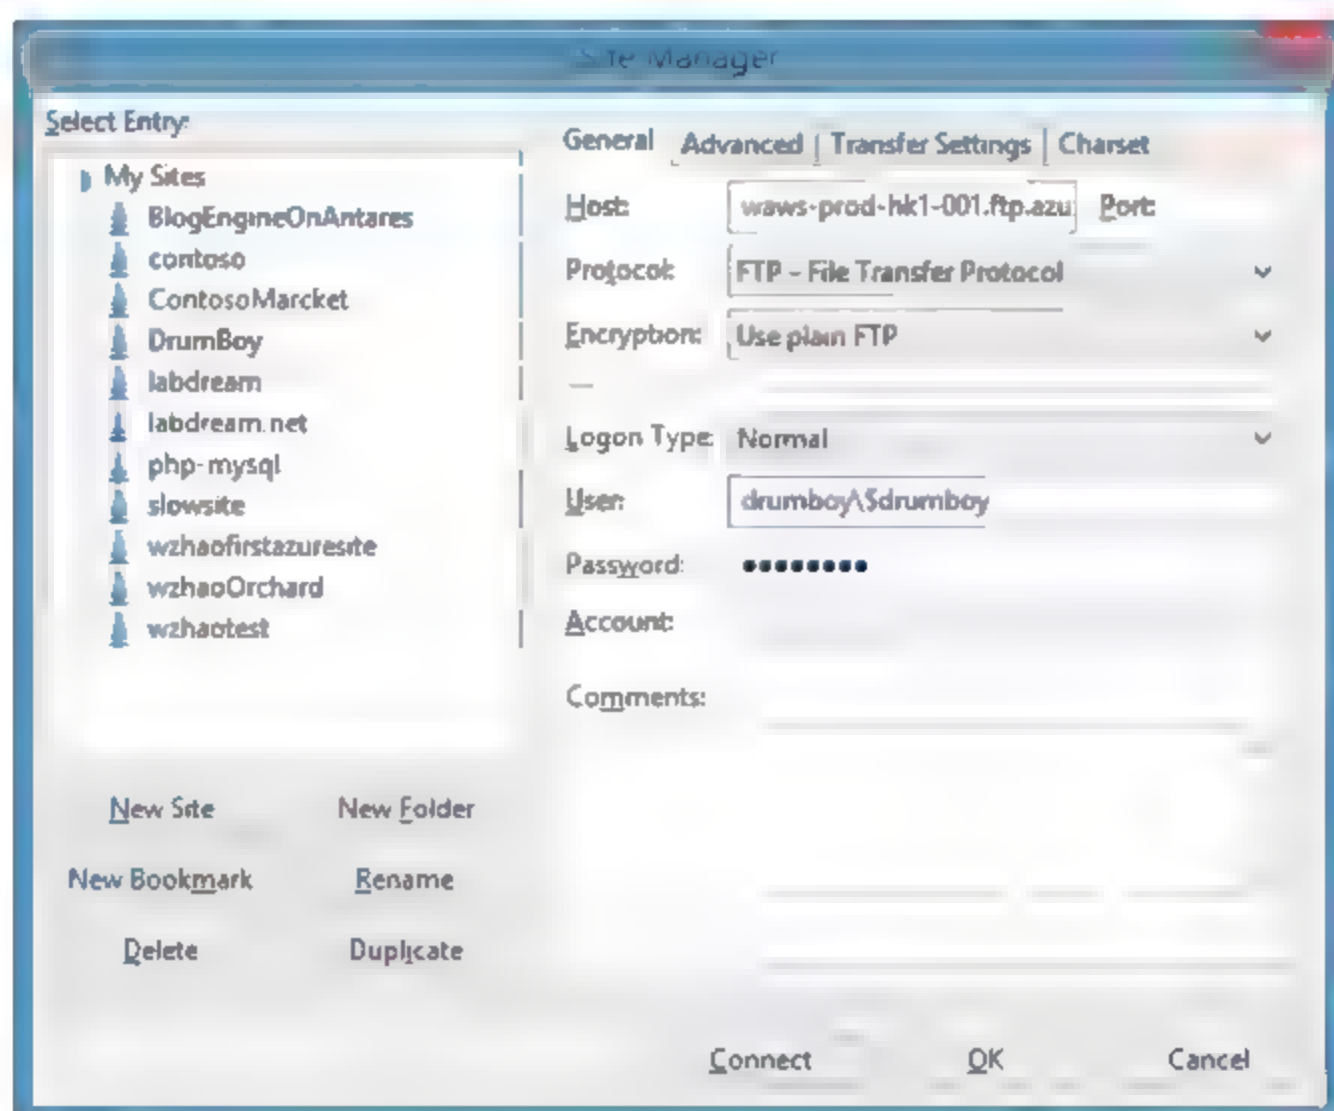 Site Manager
Select Entry:
My Sites
BlogEngineOnAntares
contoso
ContosoMarcket
DrumBoy
labdream
labdream.net
php-mysql
slowsite
wzhaofirstazuresite
wzhaoOrchard
wzhaotest
New Site New Folder
New Bookmark Rename
Delete Duplicate
General Advanced Transfer Settings Charset
Host: waws-prod-hk1-001.ftp.azu Port:
Protocol: FTP - File Transfer Protocol
Encryption: Use plain FTP
Logon Type: Normal
User: drumboy\$drumboy
Password: ••••••••
Account:
Comments:
Connect OK Cancel